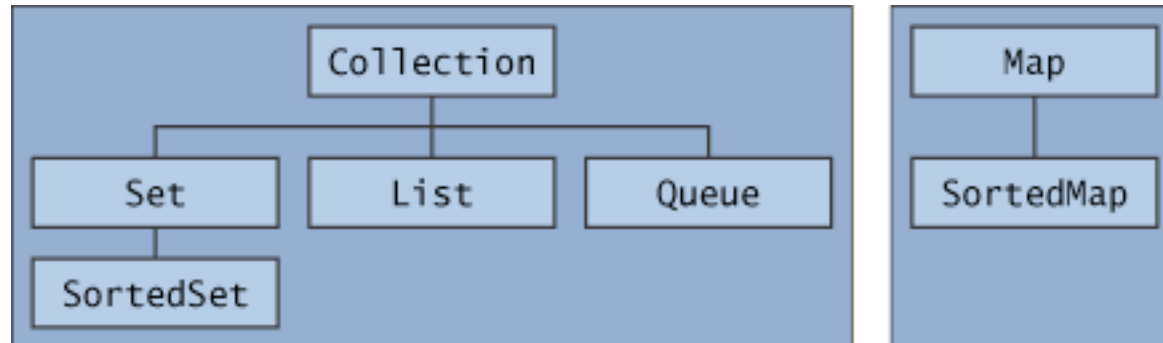 Collection
Map
Set
List
Queue
SortedMap
SortedSet